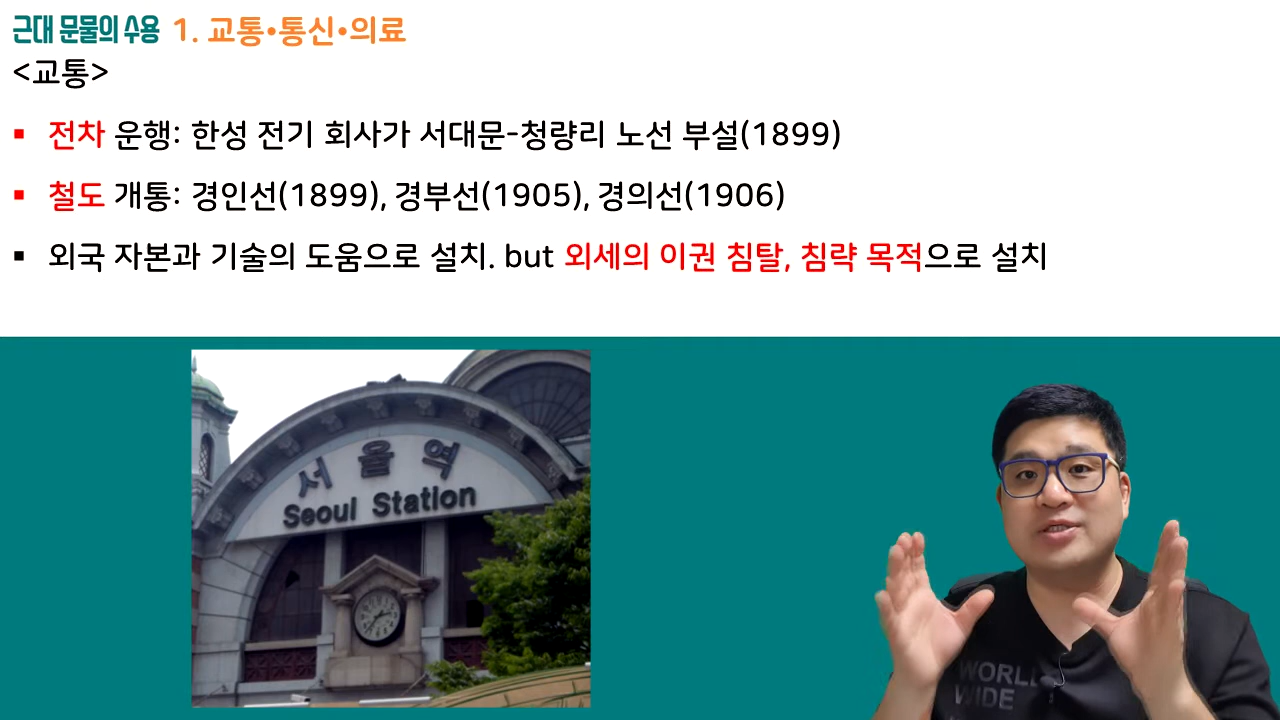 근대 문물의 수용 1. 교통•통신•의료
<교통>
▪ 전차 운행: 한성 전기 회사가 서대문-청량리 노선 부설(1899)
▪ 철도 개통: 경인선(1899), 경부선(1905), 경의선(1906)
▪ 외국 자본과 기술의 도움으로 설치. but 외세의 이권 침탈, 침략 목적으로 설치
서울역
Seoul Station
WORLD
WIDE